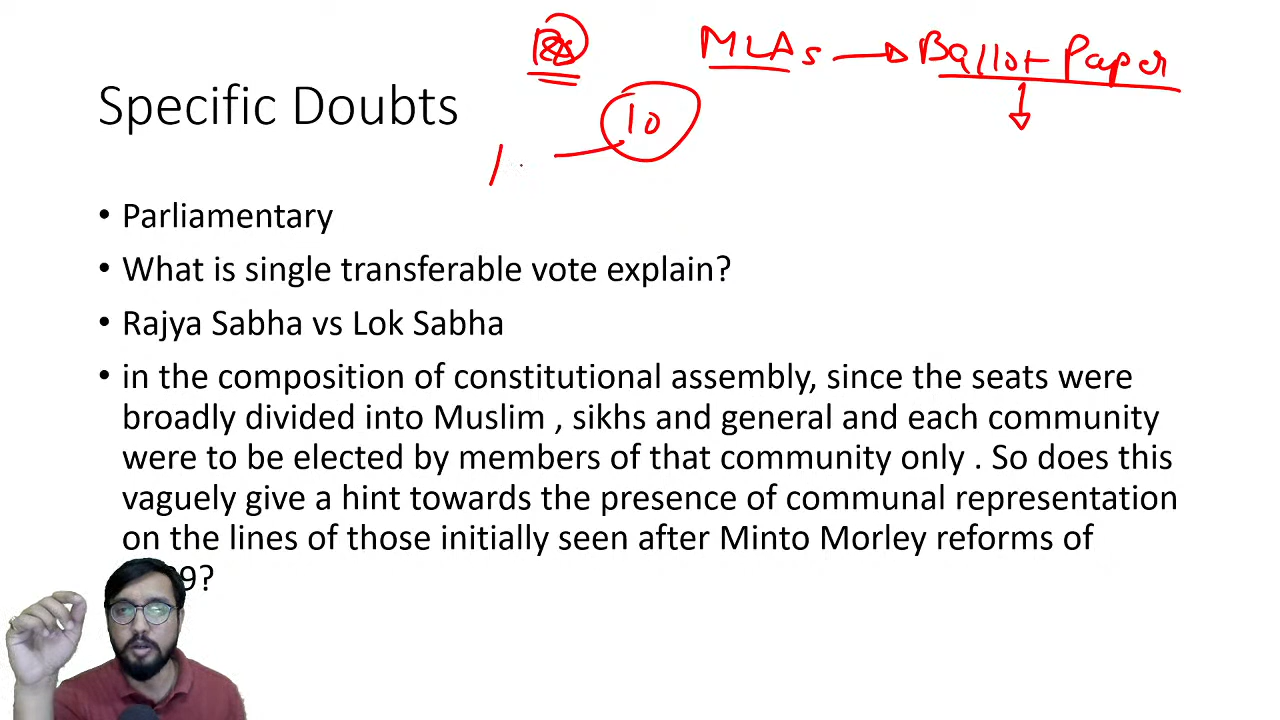 MLAs → Ballot Paper
Specific Doubts
10
1
• Parliamentary
• What is single transferable vote explain?
• Rajya Sabha vs Lok Sabha
• in the composition of constitutional assembly, since the seats were
broadly divided into Muslim , sikhs and general and each community
were to be elected by members of that community only . So does this
vaguely give a hint towards the presence of communal representation
on the lines of those initially seen after Minto Morley reforms of
9?